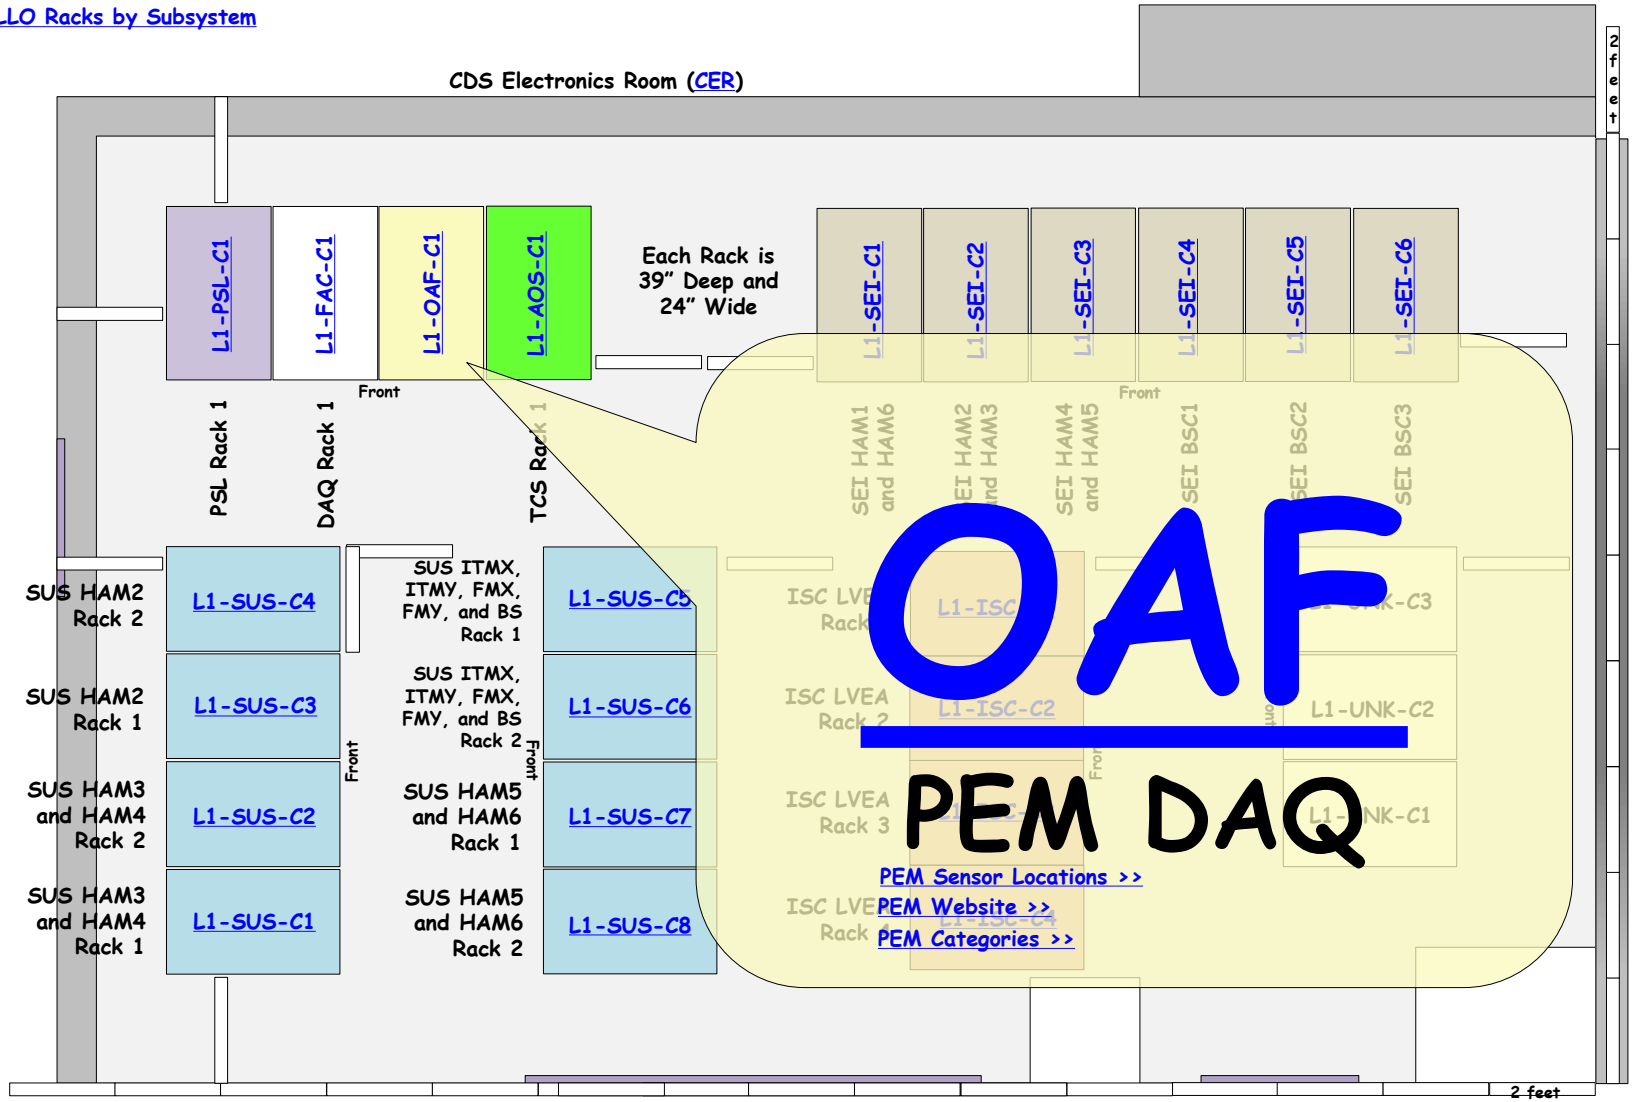 LLO Racks by Subsystem
CDS Electronics Room (CER)
2 feet
L1-PSL-C1
L1-FAC-C1
L1-OAF-C1
L1-AOS-C1
Each Rack is
39” Deep and
24” Wide
L1-SEI-C1
L1-SEI-C2
L1-SEI-C3
L1-SEI-C4
L1-SEI-C5
L1-SEI-C6
Front
Front
PSL Rack 1
DAQ Rack 1
TCS Rack 1
SEI HAM1
and HAM6
SEI HAM2
and HAM3
SEI HAM4
and HAM5
SEI BSC1
SEI BSC2
SEI BSC3
SUS HAM2
Rack 2
L1-SUS-C4
SUS ITMX,
ITMY, FMX,
FMY, and BS
Rack 1
L1-SUS-C5
ISC LVEA
Rack
L1-ISC
L1-UNK-C3
OAF
SUS HAM2
Rack 1
L1-SUS-C3
SUS ITMX,
ITMY, FMX,
FMY, and BS
Rack 2
L1-SUS-C6
ISC LVEA
Rack 2
L1-ISC-C2
L1-UNK-C2
Front
Front
Front
Front
SUS HAM3
and HAM4
Rack 2
L1-SUS-C2
SUS HAM5
and HAM6
Rack 1
L1-SUS-C7
ISC LVEA
Rack 3
L1-ISC-
L1-UNK-C1
PEM DAQ
SUS HAM3
and HAM4
Rack 1
L1-SUS-C1
SUS HAM5
and HAM6
Rack 2
L1-SUS-C8
ISC LVEA
Rack 4
L1-ISC-C4
PEM Sensor Locations >>
PEM Website >>
PEM Categories >>
2 feet